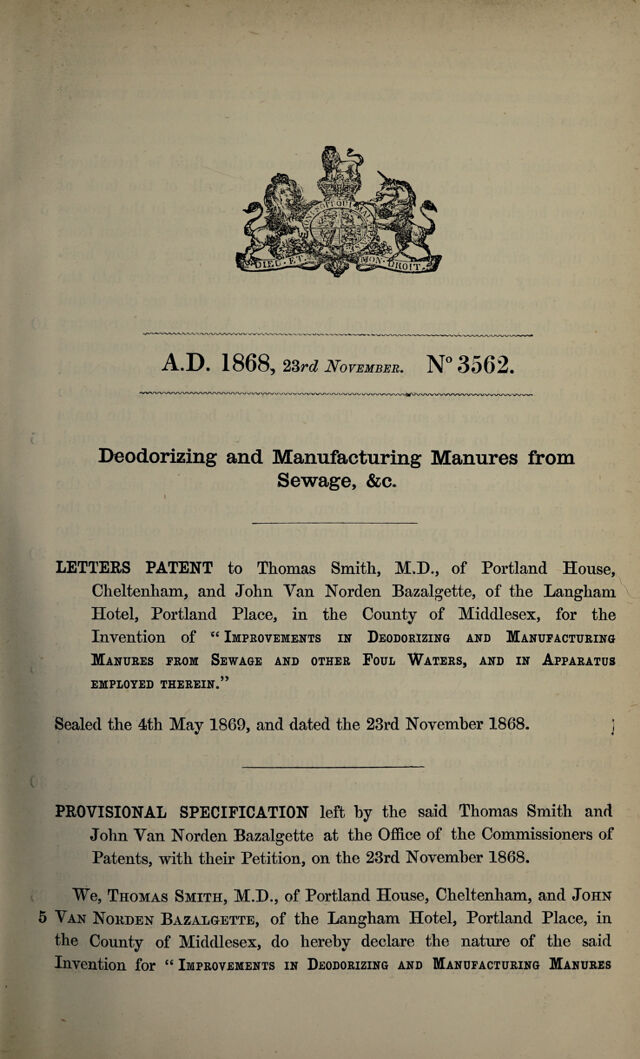 DIEU · ET · MON · DROIT
A.D. 1868, 23rd November. No 3562.
Deodorizing and Manufacturing Manures from
Sewage, &c.
LETTERS PATENT to Thomas Smith, M.D., of Portland House,
Cheltenham, and John Van Norden Bazalgette, of the Langham
Hotel, Portland Place, in the County of Middlesex, for the
Invention of “Improvements in Deodorizing and Manufacturing
Manures from Sewage and other Foul Waters, and in Apparatus
employed therein.”
Sealed the 4th May 1869, and dated the 23rd November 1868.
PROVISIONAL SPECIFICATION left by the said Thomas Smith and
John Van Norden Bazalgette at the Office of the Commissioners of
Patents, with their Petition, on the 23rd November 1868.
We, Thomas Smith, M.D., of Portland House, Cheltenham, and John
5 Van Norden Bazalgette, of the Langham Hotel, Portland Place, in
the County of Middlesex, do hereby declare the nature of the said
Invention for “Improvements in Deodorizing and Manufacturing Manures